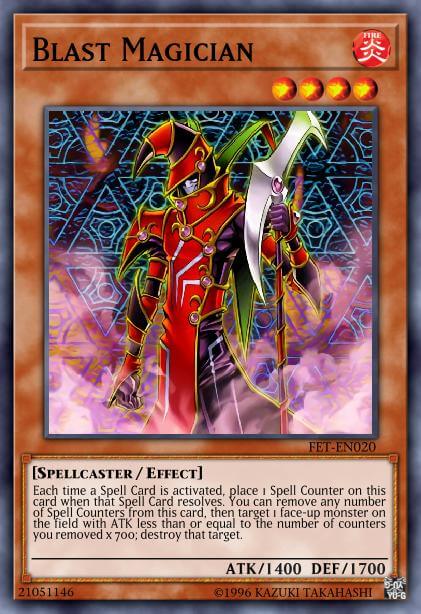 BLAST MAGICIAN
FIRE
炎
FET-EN020
[SPELLCASTER / EFFECT]
Each time a Spell Card is activated, place 1 Spell Counter on this
card when that Spell Card resolves. You can remove any number
of Spell Counters from this card, then target 1 face-up monster on
the field with ATK less than or equal to the number of counters
you removed x 700; destroy that target.
ATK/1400 DEF/1700
21051146
©1996 KAZUKI TAKAHASHI